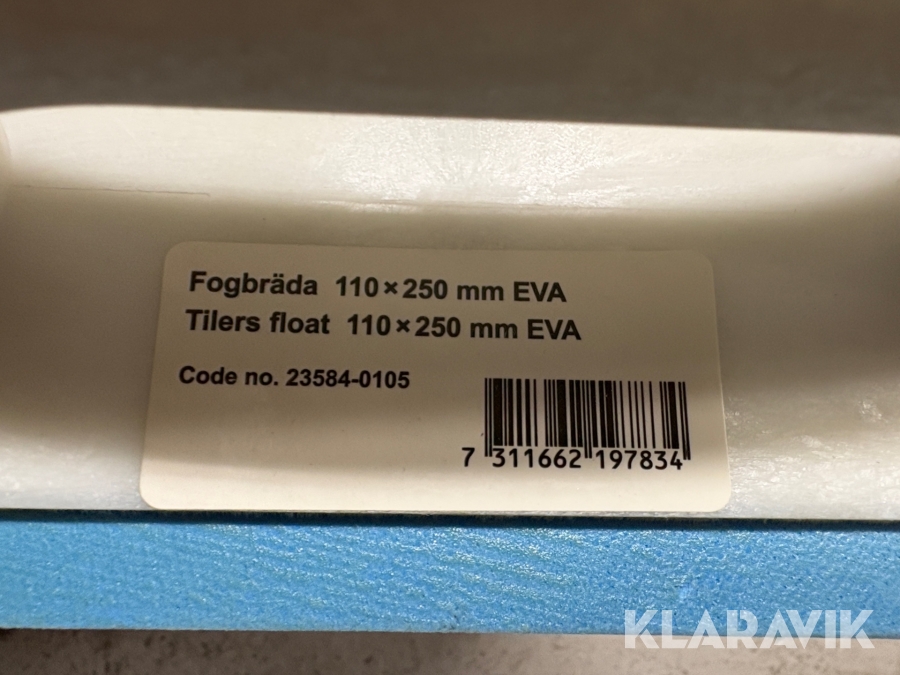 Fogbräda 110×250 mm EVA
Tilers float 110×250 mm EVA
Code no. 23584-0105
7 311662 197834
KLARAVIK